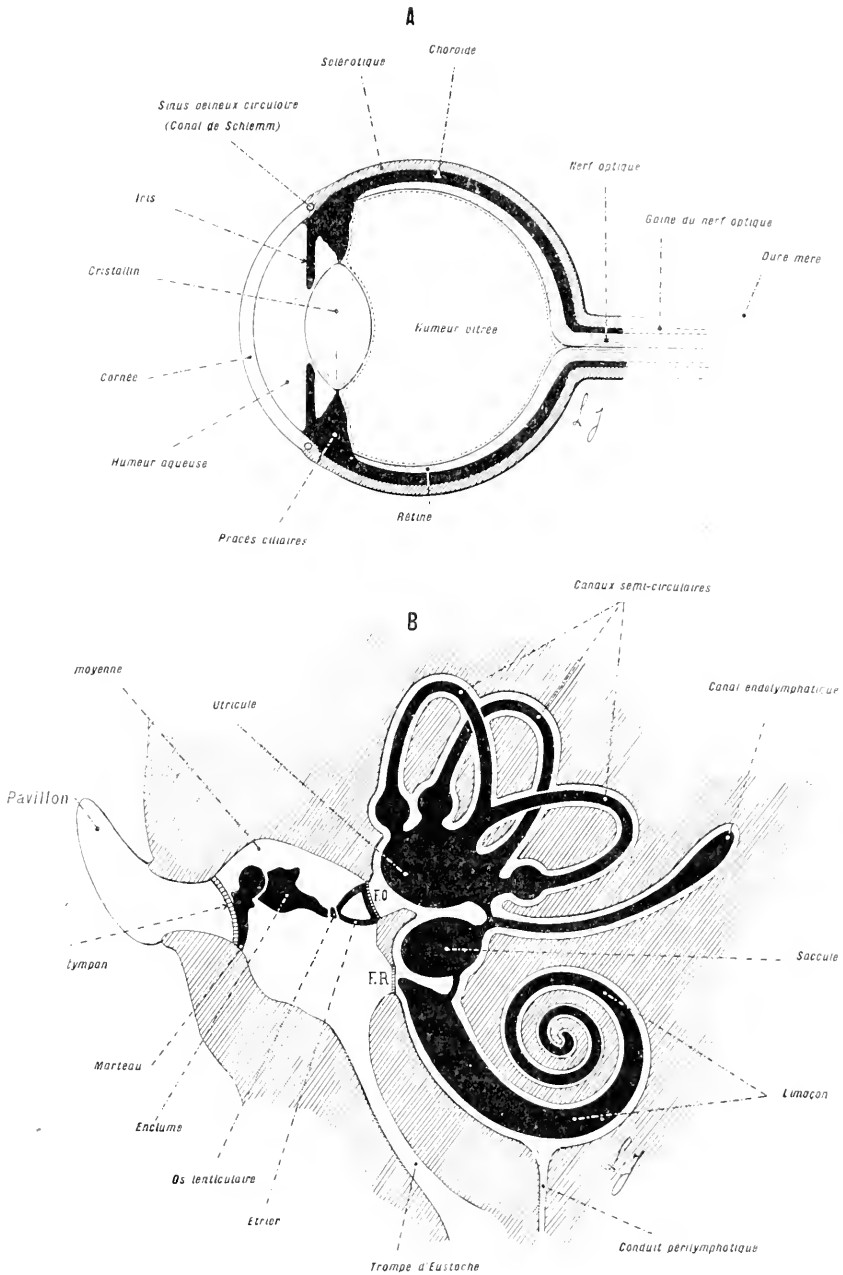 A
Choroïde
Sclérotique
Sinus veineux circulaire
(Canal de Schlemm)
Nerf optique
Iris
Gaine du nerf optique
Dure mère
Cristallin
Humeur vitrée
Cornée
Humeur aqueuse
Rétine
Procès ciliaires
Canaux semi-circulaires
B
moyenne
Canal endolymphatique
Utricule
Pavillon
F.O
Saccule
tympan
F.R
Marteau
Limaçon
Enclume
Os lenticulaire
Etrier
Conduit périlymphatique
Trompe d'Eustache